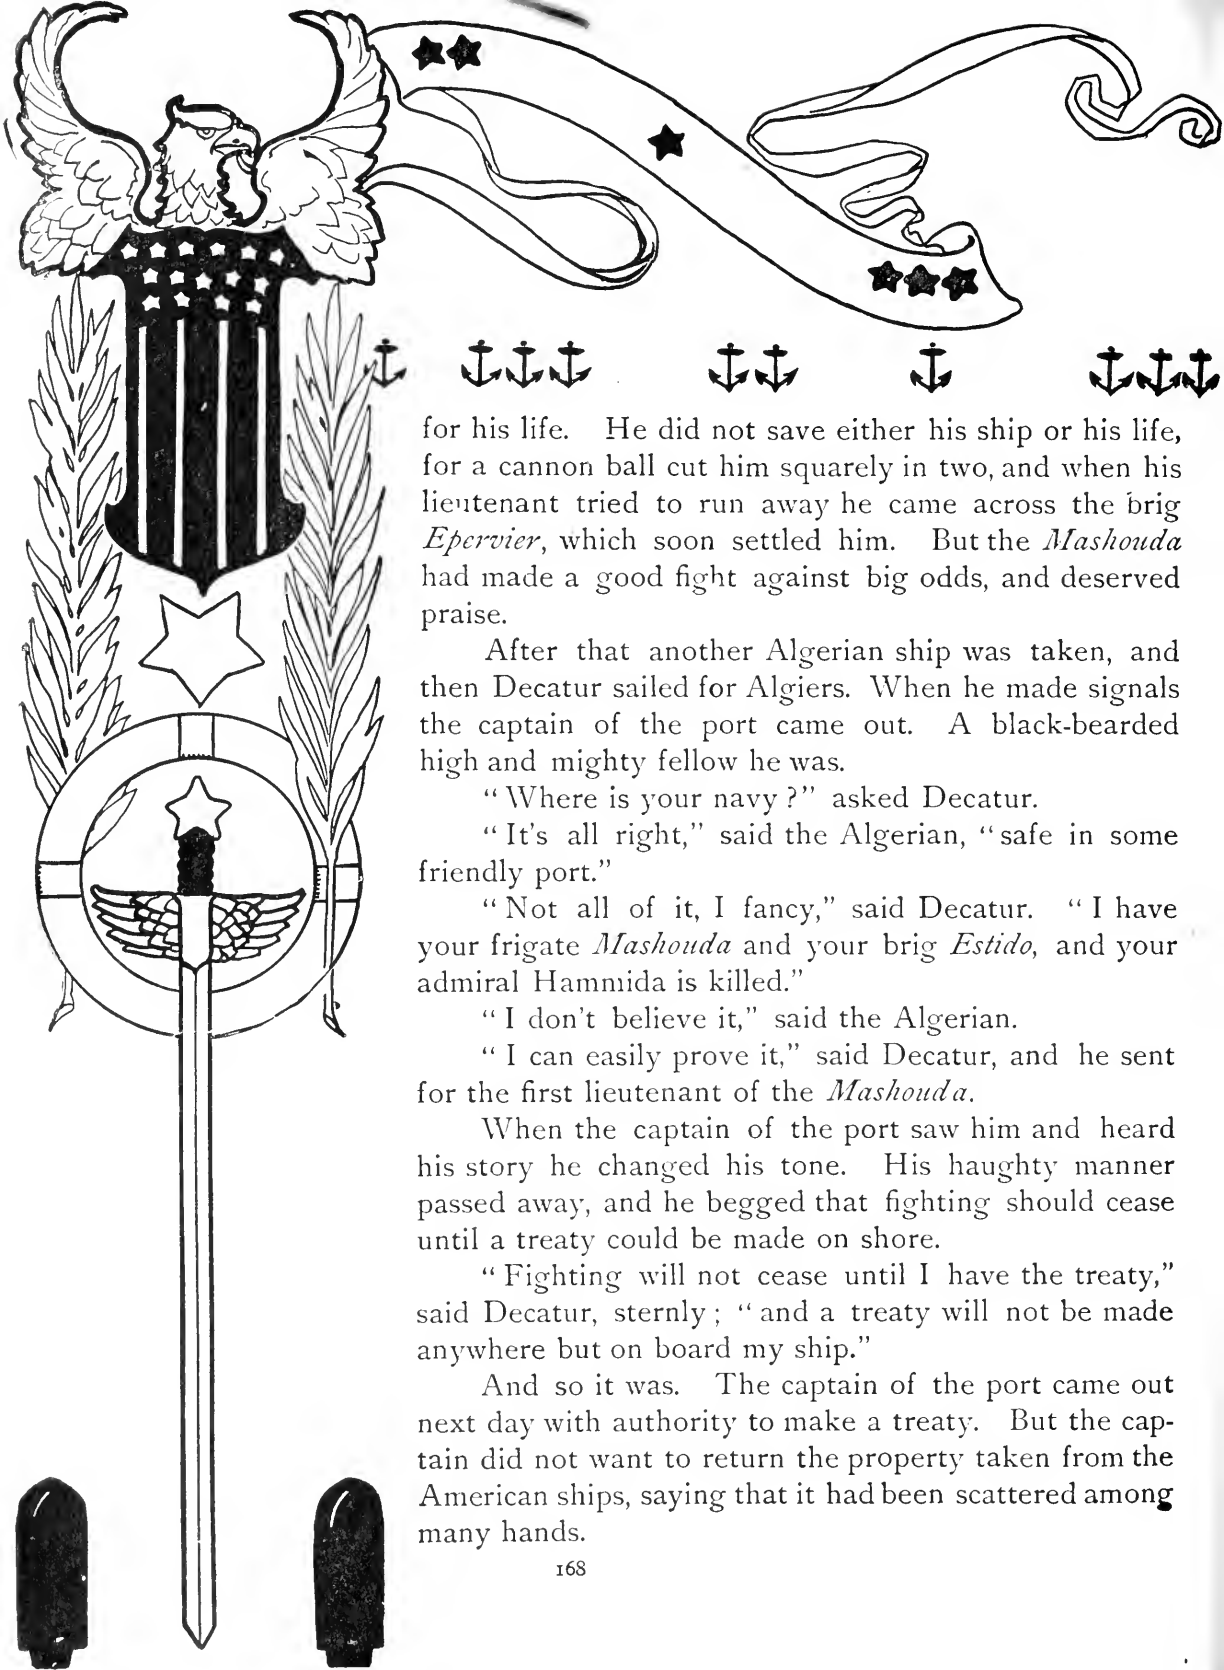 for his life. He did not save either his ship or his life,
for a cannon ball cut him squarely in two, and when his
lieutenant tried to run away he came across the brig
Epervier, which soon settled him. But the Mashouda
had made a good fight against big odds, and deserved
praise.
After that another Algerian ship was taken, and
then Decatur sailed for Algiers. When he made signals
the captain of the port came out. A black-bearded
high and mighty fellow he was.
“Where is your navy?” asked Decatur.
“It's all right,” said the Algerian, “safe in some
friendly port.”
“Not all of it, I fancy,” said Decatur. “I have
your frigate Mashouda and your brig Estido, and your
admiral Hammida is killed.”
“I don't believe it,” said the Algerian.
“I can easily prove it,” said Decatur, and he sent
for the first lieutenant of the Mashouda.
When the captain of the port saw him and heard
his story he changed his tone. His haughty manner
passed away, and he begged that fighting should cease
until a treaty could be made on shore.
“Fighting will not cease until I have the treaty,”
said Decatur, sternly; “and a treaty will not be made
anywhere but on board my ship.”
And so it was. The captain of the port came out
next day with authority to make a treaty. But the cap-
tain did not want to return the property taken from the
American ships, saying that it had been scattered among
many hands.
168